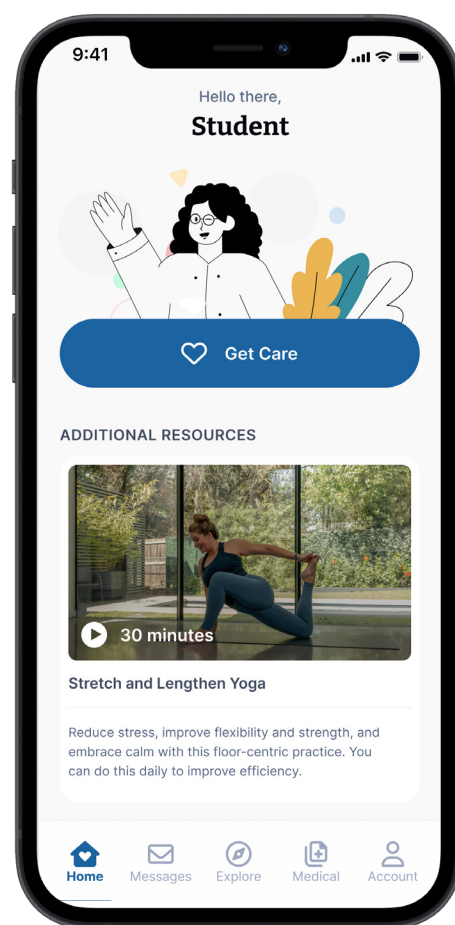 9:41
Hello there,
Student
Get Care
ADDITIONAL RESOURCES
30 minutes
Stretch and Lengthen Yoga
Reduce stress, improve flexibility and strength, and
embrace calm with this floor-centric practice. You
can do this daily to improve efficiency.
Home Messages Explore Medical Account